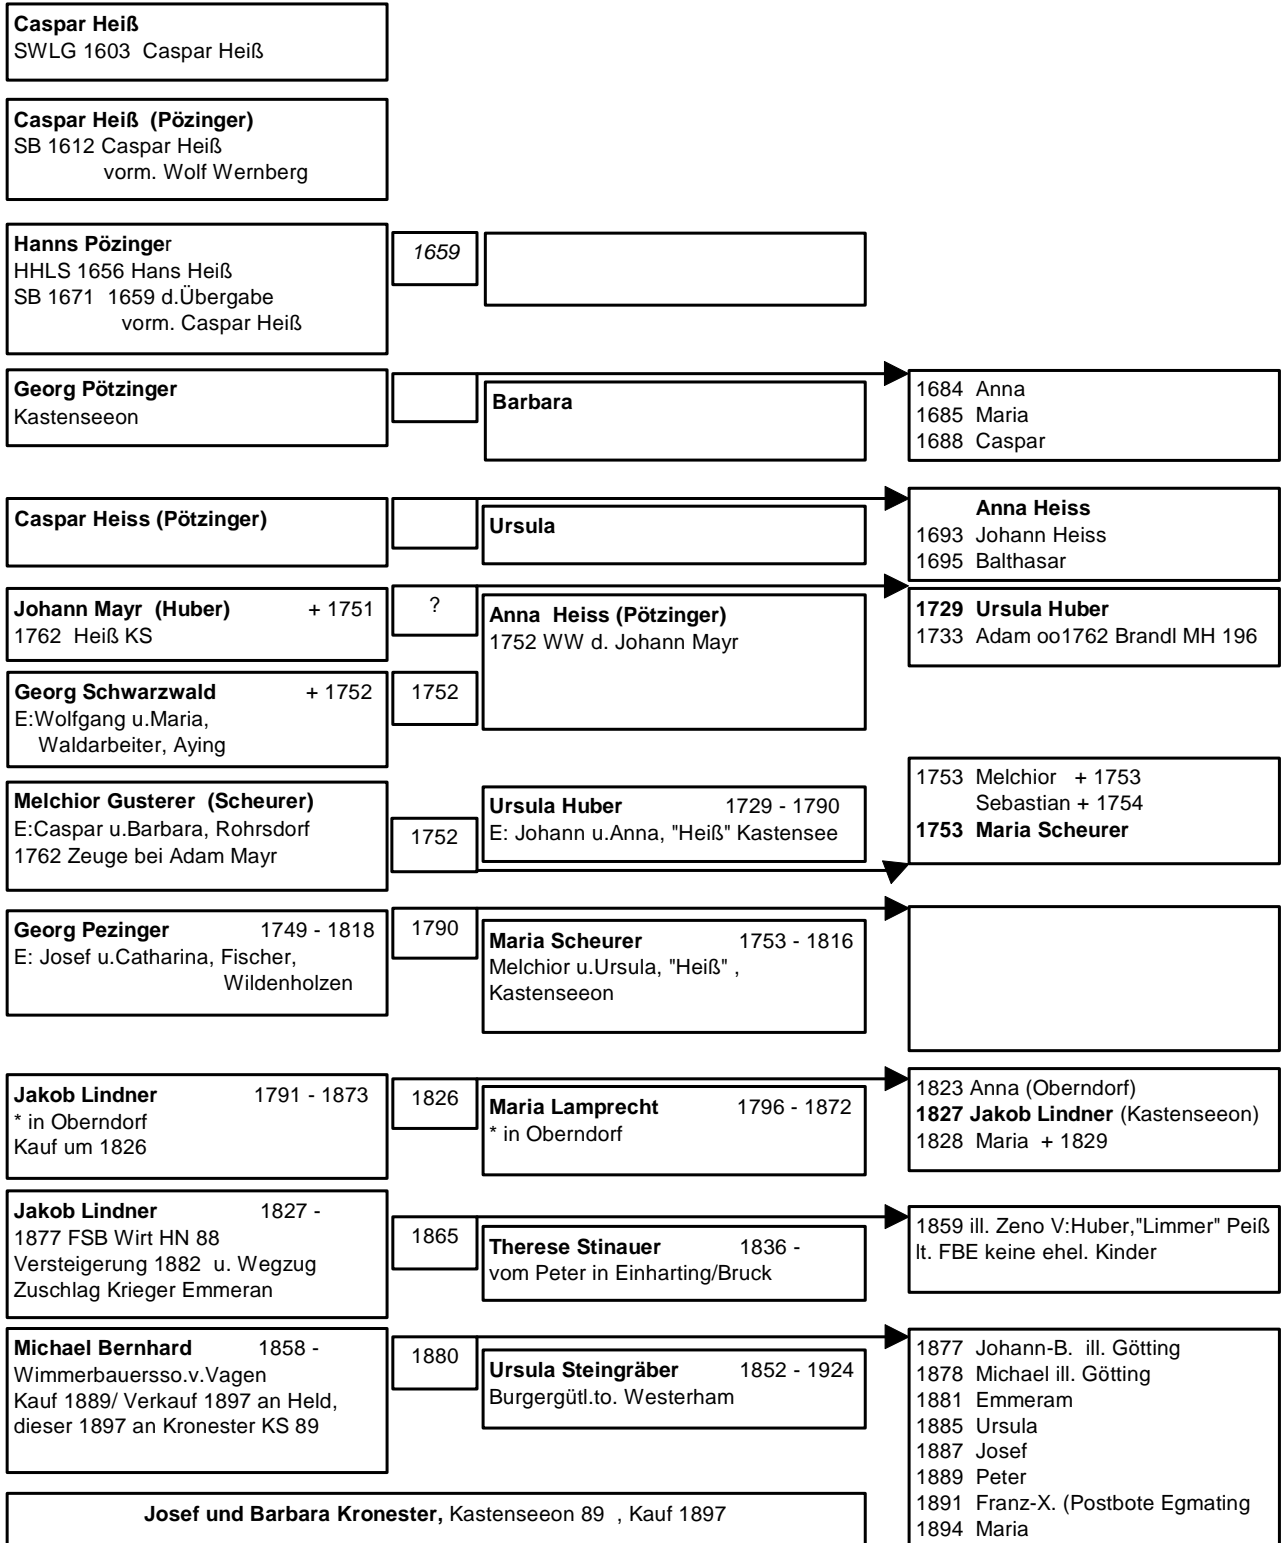 Caspar Heiß
SWLG 1603 Caspar Heiß
Caspar Heiß (Pözinger)
SB 1612 Caspar Heiß
vorm. Wolf Wernberg
Hanns Pözinger
HHLS 1656 Hans Heiß
SB 1671 1659 d.Übergabe
vorm. Caspar Heiß
1659
Georg Pötzinger
Kastenseeon
Barbara
1684 Anna
1685 Maria
1688 Caspar
Caspar Heiss (Pötzinger)
Ursula
Anna Heiss
1693 Johann Heiss
1695 Balthasar
Johann Mayr (Huber) + 1751
1762 Heiß KS
?
Anna Heiss (Pötzinger)
1752 WW d. Johann Mayr
1729 Ursula Huber
1733 Adam oo1762 Brandl MH 196
Georg Schwarzwald + 1752
E:Wolfgang u.Maria,
Waldarbeiter, Aying
1752
Melchior Gusterer (Scheurer)
E:Caspar u.Barbara, Rohrsdorf
1762 Zeuge bei Adam Mayr
1752
Ursula Huber 1729 - 1790
E: Johann u.Anna, "Heiß" Kastensee
1753 Melchior + 1753
Sebastian + 1754
1753 Maria Scheurer
Georg Pezinger 1749 - 1818
E: Josef u.Catharina, Fischer,
Wildenholzen
1790
Maria Scheurer 1753 - 1816
Melchior u.Ursula, "Heiß" ,
Kastenseeon
Jakob Lindner 1791 - 1873
* in Oberndorf
Kauf um 1826
1826
Maria Lamprecht 1796 - 1872
* in Oberndorf
1823 Anna (Oberndorf)
1827 Jakob Lindner (Kastenseeon)
1828 Maria + 1829
Jakob Lindner 1827 -
1877 FSB Wirt HN 88
Versteigerung 1882 u. Wegzug
Zuschlag Krieger Emmeran
1865
Therese Stinauer 1836 -
vom Peter in Einharting/Bruck
1859 ill. Zeno V:Huber,"Limmer" Peiß
lt. FBE keine ehel. Kinder
Michael Bernhard 1858 -
Wimmerbauersso.v.Vagen
Kauf 1889/ Verkauf 1897 an Held,
dieser 1897 an Kronester KS 89
1880
Ursula Steingräber 1852 - 1924
Burgergütl.to. Westerham
1877 Johann-B. ill. Götting
1878 Michael ill. Götting
1881 Emmeram
1885 Ursula
1887 Josef
1889 Peter
1891 Franz-X. (Postbote Egmating
1894 Maria
Josef und Barbara Kronester, Kastenseeon 89 , Kauf 1897